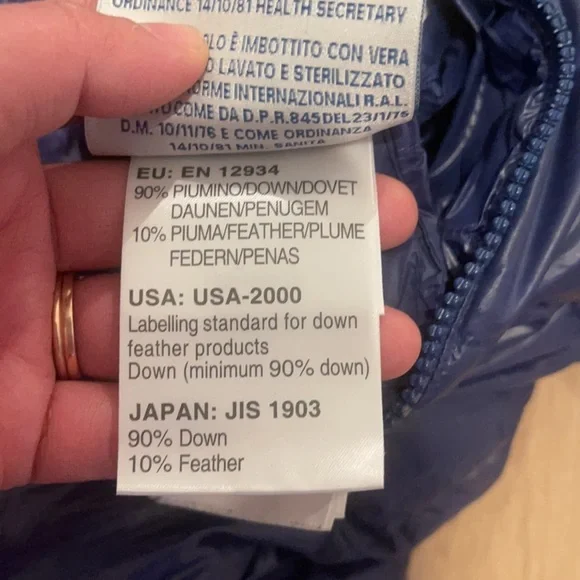 ORDINANCE 14/10/81 HEALTH SECRETARY
OLO È IMBOTTITO CON VERA
LAVATO E STERILIZZATO
NORME INTERNAZIONALI R.A.L.
COME DA D.P.R. 845 DEL 23/1/75
D.M. 10/11/76 E COME ORDINANZA
14/10/81 MIN. SANITA
EU: EN 12934
90% PIUMINO/DOWN/DOVET
DAUNEN/PENUGEM
10% PIUMA/FEATHER/PLUME
FEDERN/PENAS
USA: USA-2000
Labelling standard for down
feather products
Down (minimum 90% down)
JAPAN: JIS 1903
90% Down
10% Feather